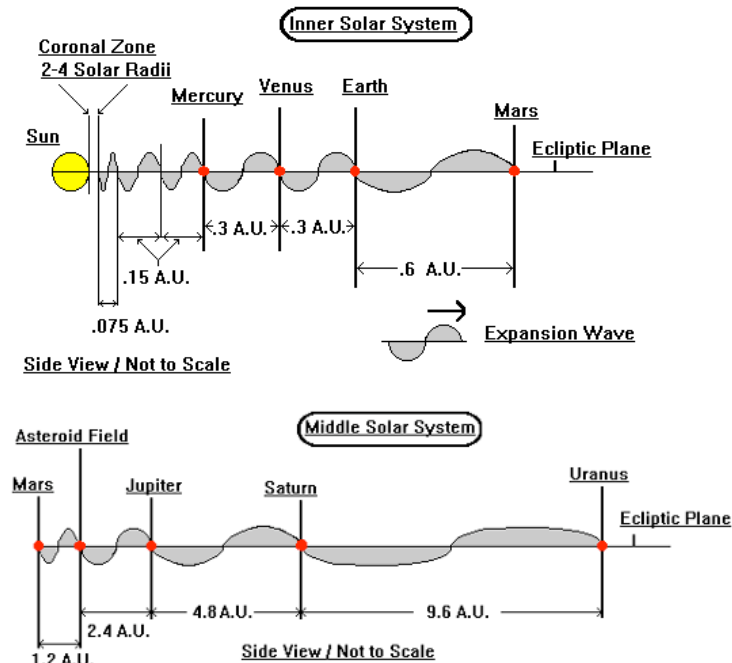 Inner Solar System
Coronal Zone
2-4 Solar Radii
Mercury
Venus
Earth
Mars
Sun
Ecliptic Plane
.3 A.U.
.3 A.U.
.15 A.U.
.6 A.U.
.075 A.U.
Expansion Wave
Side View / Not to Scale
Middle Solar System
Asteroid Field
Mars
Jupiter
Saturn
Uranus
Ecliptic Plane
2.4 A.U.
4.8 A.U.
9.6 A.U.
1.2 A.U.
Side View / Not to Scale